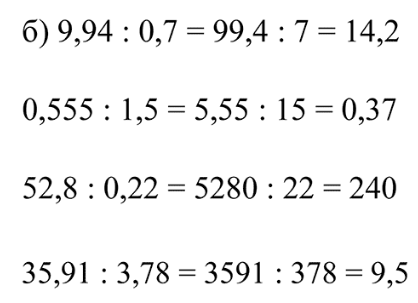 б) 9,94 : 0,7 = 99,4 : 7 = 14,2
0,555 : 1,5 = 5,55 : 15 = 0,37
52,8 : 0,22 = 5280 : 22 = 240
35,91 : 3,78 = 3591 : 378 = 9,5